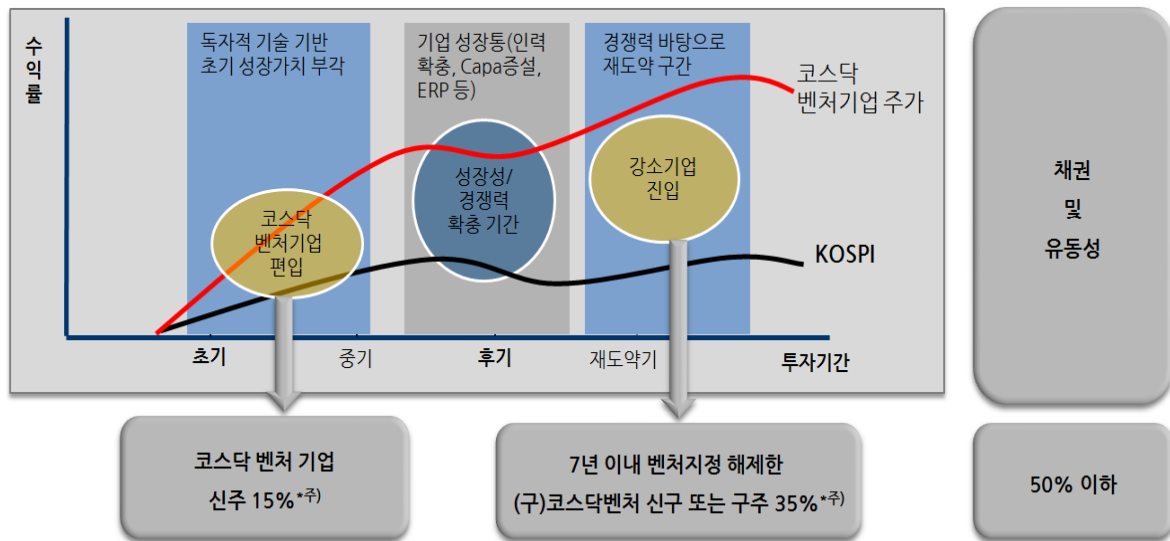 수
익
률
독자적 기술 기반
초기 성장가치 부각
기업 성장통(인력
확충, Capa증설,
ERP 등)
경쟁력 바탕으로
재도약 구간
코스닥
벤처기업 주가
코스닥
벤처기업
편입
성장성/
경쟁력
확충 기간
강소기업
진입
KOSPI
초기
중기
후기
재도약기
투자기간
채권
및
유동성
코스닥 벤처 기업
신주 15%*주)
7년 이내 벤처지정 해제한
(구)코스닥벤처 신구 또는 구주 35%*주)
50% 이하